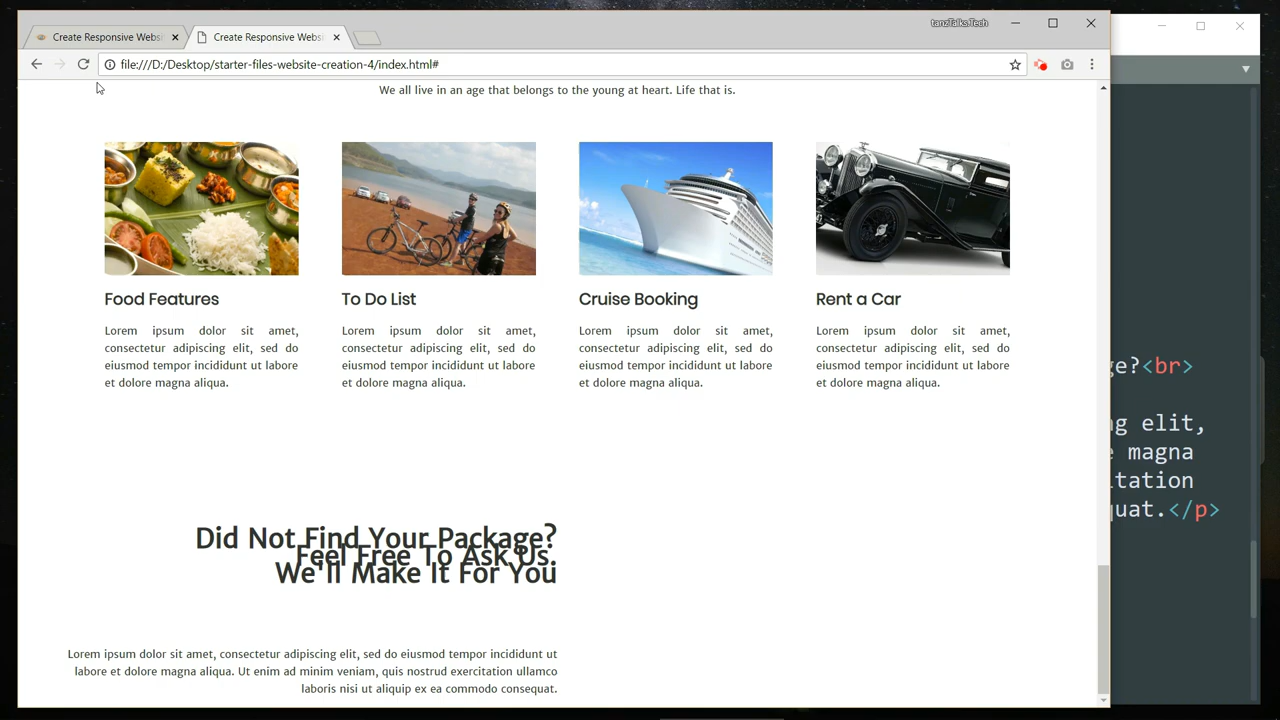 tanzTalks.Tech
Create Responsive Websi
Create Responsive Websi
file:///D:/Desktop/starter-files-website-creation-4/index.html#
We all live in an age that belongs to the young at heart. Life that is.
Food Features
Lorem ipsum dolor sit amet,
consectetur adipiscing elit, sed do
eiusmod tempor incididunt ut labore
et dolore magna aliqua.
To Do List
Lorem ipsum dolor sit amet,
consectetur adipiscing elit, sed do
eiusmod tempor incididunt ut labore
et dolore magna aliqua.
Cruise Booking
Lorem ipsum dolor sit amet,
consectetur adipiscing elit, sed do
eiusmod tempor incididunt ut labore
et dolore magna aliqua.
Rent a Car
Lorem ipsum dolor sit amet,
consectetur adipiscing elit, sed do
eiusmod tempor incididunt ut labore
et dolore magna aliqua.
Did Not Find Your Package?
Feel Free To Ask Us.
We'll Make It For You
Lorem ipsum dolor sit amet, consectetur adipiscing elit, sed do eiusmod tempor incididunt ut
labore et dolore magna aliqua. Ut enim ad minim veniam, quis nostrud exercitation ullamco
laboris nisi ut aliquip ex ea commodo consequat.
ge?<br>
ng elit,
e magna
itation
quat.</p>